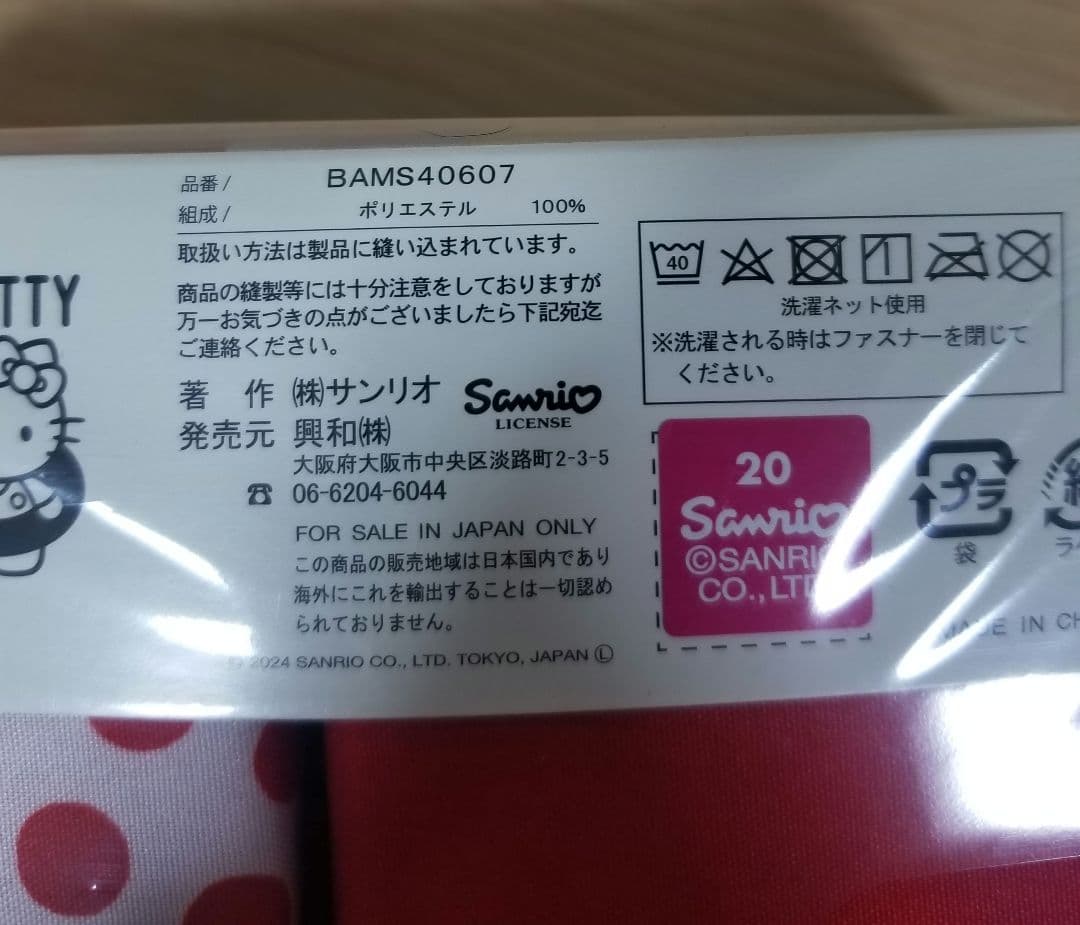 品番/ BAMS40607
組成/ ポリエステル 100%
取扱い方法は製品に縫い込まれています。
商品の縫製等には十分注意をしておりますが
万一お気づきの点がございましたら下記宛迄
ご連絡ください。
著 作 ㈱サンリオ Sanrio
LICENSE
発売元 興和㈱
大阪府大阪市中央区淡路町2-3-5
☎ 06-6204-6044
FOR SALE IN JAPAN ONLY
この商品の販売地域は日本国内であり
海外にこれを輸出することは一切認め
られておりません。
© 2024 SANRIO CO., LTD. TOKYO, JAPAN Ⓛ
TTY
40
洗濯ネット使用
※洗濯される時はファスナーを閉じて
ください。
20
Sanrio
©SANRIO
CO., LTD
プラ
袋
MADE IN CH